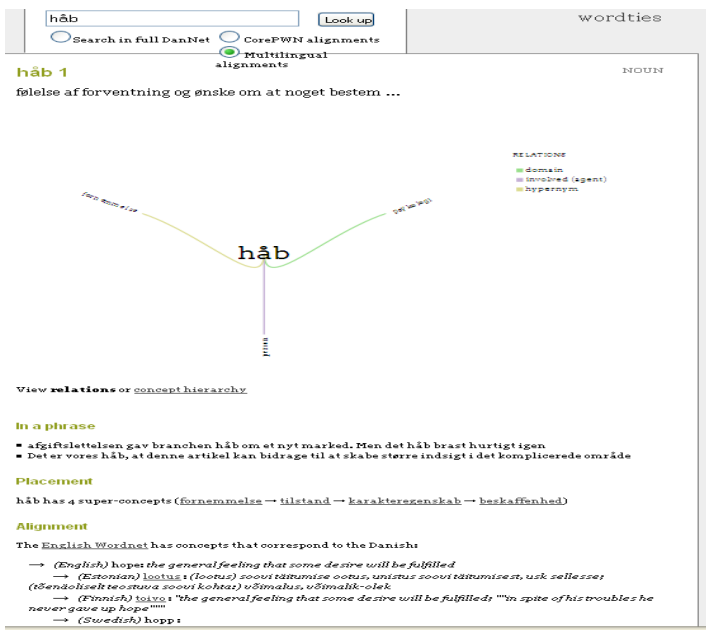 håb
Look up
wordties
Search in full DanNet
CorePWN alignments
Multilingual
alignments
håb 1
NOUN
følelse af forventning og ønske om at noget bestem ...
RELATIONS
domain
involved (agent)
hypernym
fornemmelse
psykologi
håb
View relations or concept hierarchy
In a phrase
afgiftslettelsen gav branchen håb om et nyt marked. Men det håb brast hurtigt igen
Det er vores håb, at denne artikel kan bidrage til at skabe større indsigt i det komplicerede område
Placement
håb has 4 super-concepts (fornemmelse → tilstand → karakteregenskab → beskaffenhed)
Alignment
The English Wordnet has concepts that correspond to the Danish:
→ (English) hope: the general feeling that some desire will be fulfilled
→ (Estonian) lootus : (lootus) soovi täitumise ootus, unistus soovi täitumisest, usk sellesse;
(tõenäoliselt teostuva soovi kohta:) võimalus, võimalik-olek
→ (Finnish) toivo : "the general feeling that some desire will be fulfilled; ""in spite of his troubles he
never gave up hope"""
→ (Swedish) hopp :